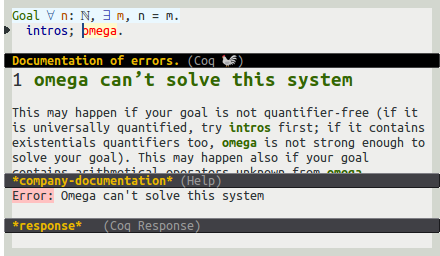 Goal ∀ n: ℕ, ∃ m, n = m.
intros; omega.
Documentation of errors. (Coq 🐓)
1 omega can’t solve this system
This may happen if your goal is not quantifier-free (if it
is universally quantified, try intros first; if it contains
existentials quantifiers too, omega is not strong enough to
solve your goal). This may happen also if your goal
contains arithmetical operators unknown from omega.
*company-documentation* (Help)
Error: Omega can't solve this system
*response* (Coq Response)